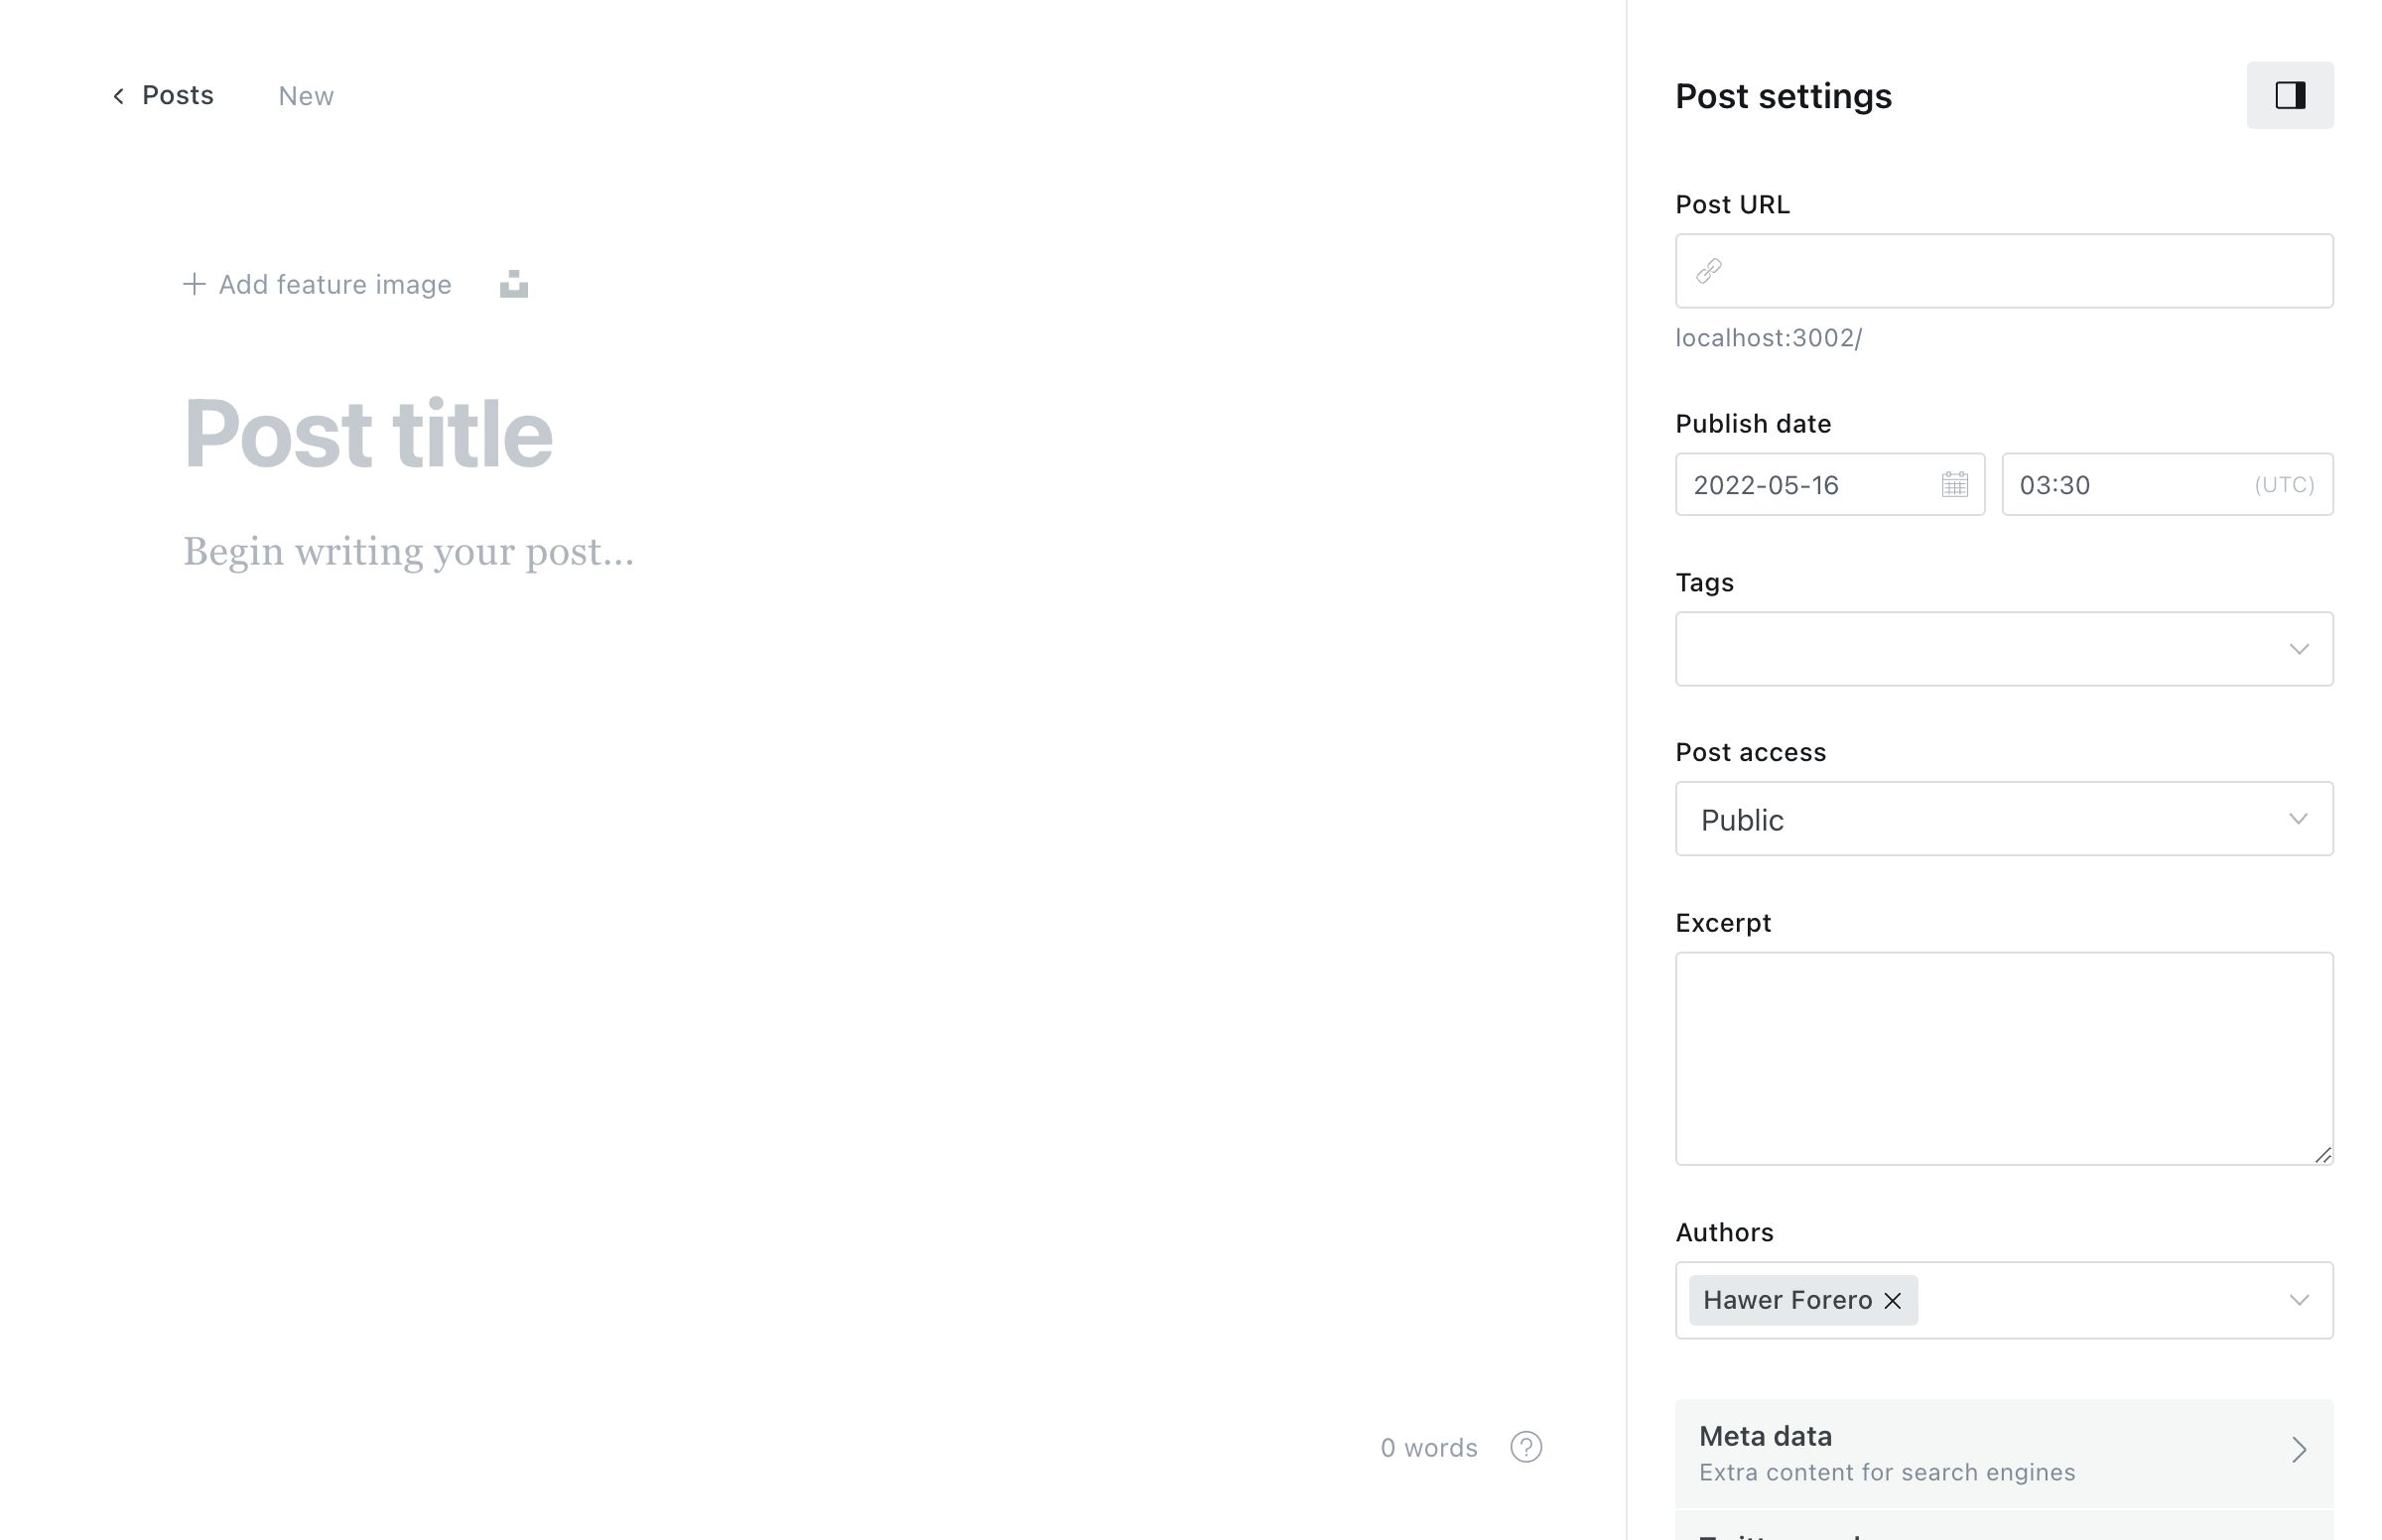 Posts New
Add feature image
Post title
Begin writing your post...
0 words
Post settings
Post URL
localhost:3002/
Publish date
2022-05-16 03:30 (UTC)
Tags
Post access
Public
Excerpt
Authors
Hawer Forero
Meta data
Extra content for search engines